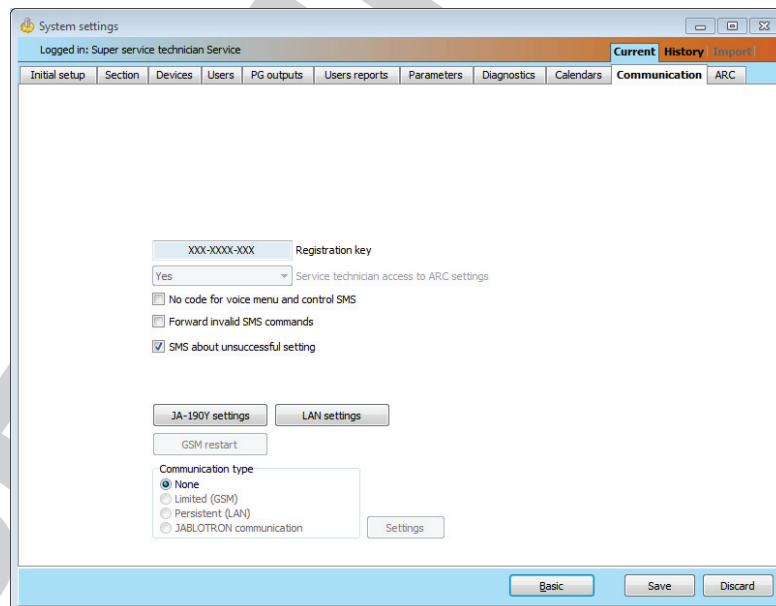 System settings
Logged in: Super service technician Service
Current History Import
Initial setup Section Devices Users PG outputs Users reports Parameters Diagnostics Calendars Communication ARC
XXX-XXXX-XXX Registration key
Yes Service technician access to ARC settings
No code for voice menu and control SMS
Forward invalid SMS commands
SMS about unsuccessful setting
JA-190Y settings LAN settings
GSM restart
Communication type
None
Limited (GSM)
Persistent (LAN)
JABLOTRON communication Settings
Basic Save Discard